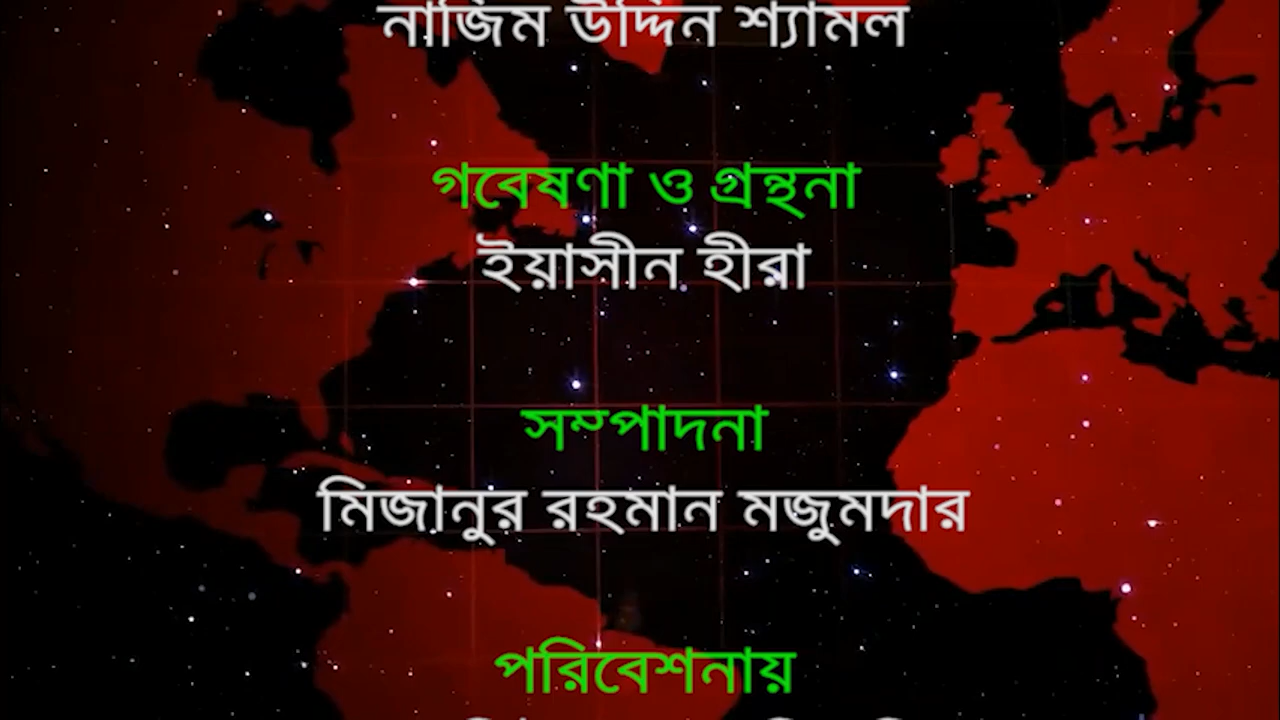 নাজিম উদ্দিন শ্যামল
গবেষণা ও গ্রন্থনা
ইয়াসীন হীরা
সম্পাদনা
মিজানুর রহমান মজুমদার
পরিবেশনায়